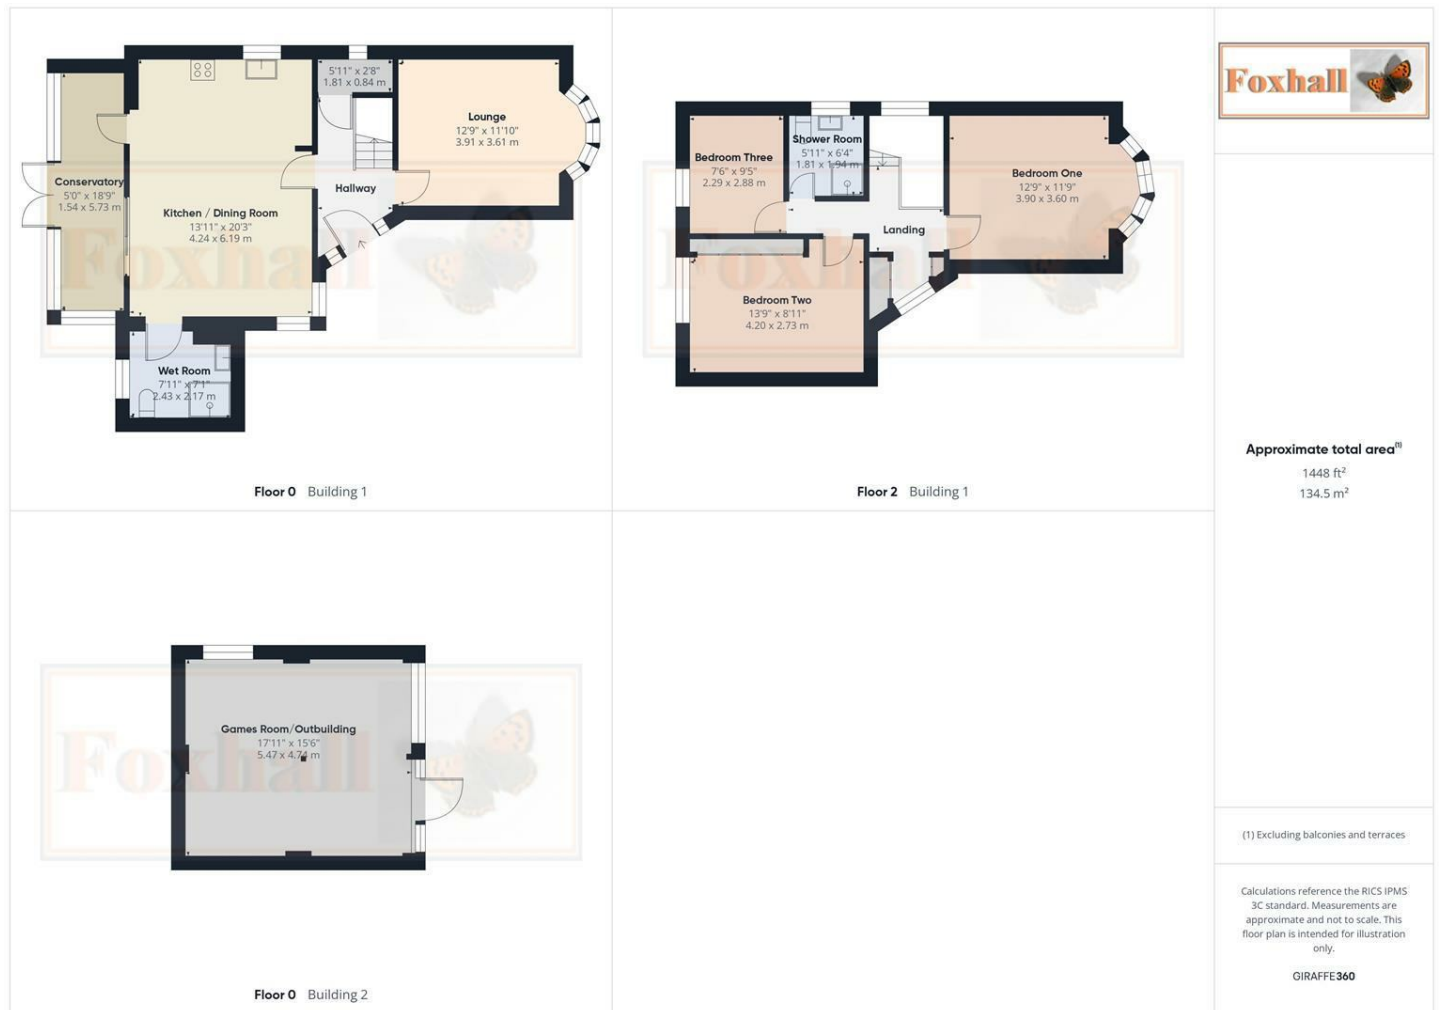 5'11" x 2'8"
1.81 x 0.84 m
Lounge
12'9" x 11'10"
3.91 x 3.61 m
Conservatory
5'0" x 18'9"
1.54 x 5.73 m
Hallway
Kitchen / Dining Room
13'11" x 20'3"
4.24 x 6.19 m
Wet Room
7'11" x 7'1"
2.43 x 2.17 m
Foxhall
Floor 0 Building 1
Bedroom Three
7'6" x 9'5"
2.29 x 2.88 m
Shower Room
5'11" x 6'4"
1.81 x 1.94 m
Bedroom One
12'9" x 11'9"
3.90 x 3.60 m
Landing
Bedroom Two
13'9" x 8'11"
4.20 x 2.73 m
Foxhall
Floor 2 Building 1
Games Room/Outbuilding
17'11" x 15'6"
5.47 x 4.74 m
Foxhall
Floor 0 Building 2
Foxhall
Approximate total area(1)
1448 ft²
134.5 m²
(1) Excluding balconies and terraces
Calculations reference the RICS IPMS
3C standard. Measurements are
approximate and not to scale. This
floor plan is intended for illustration
only.
GIRAFFE360